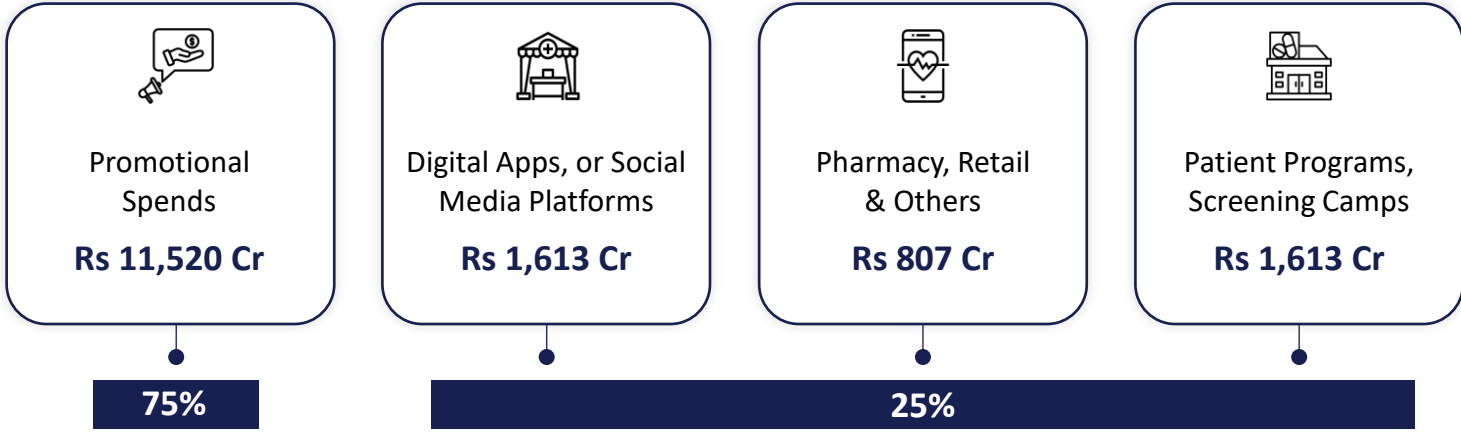 Promotional
Spends
Rs 11,520 Cr
Digital Apps, or Social
Media Platforms
Rs 1,613 Cr
Pharmacy, Retail
& Others
Rs 807 Cr
Patient Programs,
Screening Camps
Rs 1,613 Cr
75%
25%